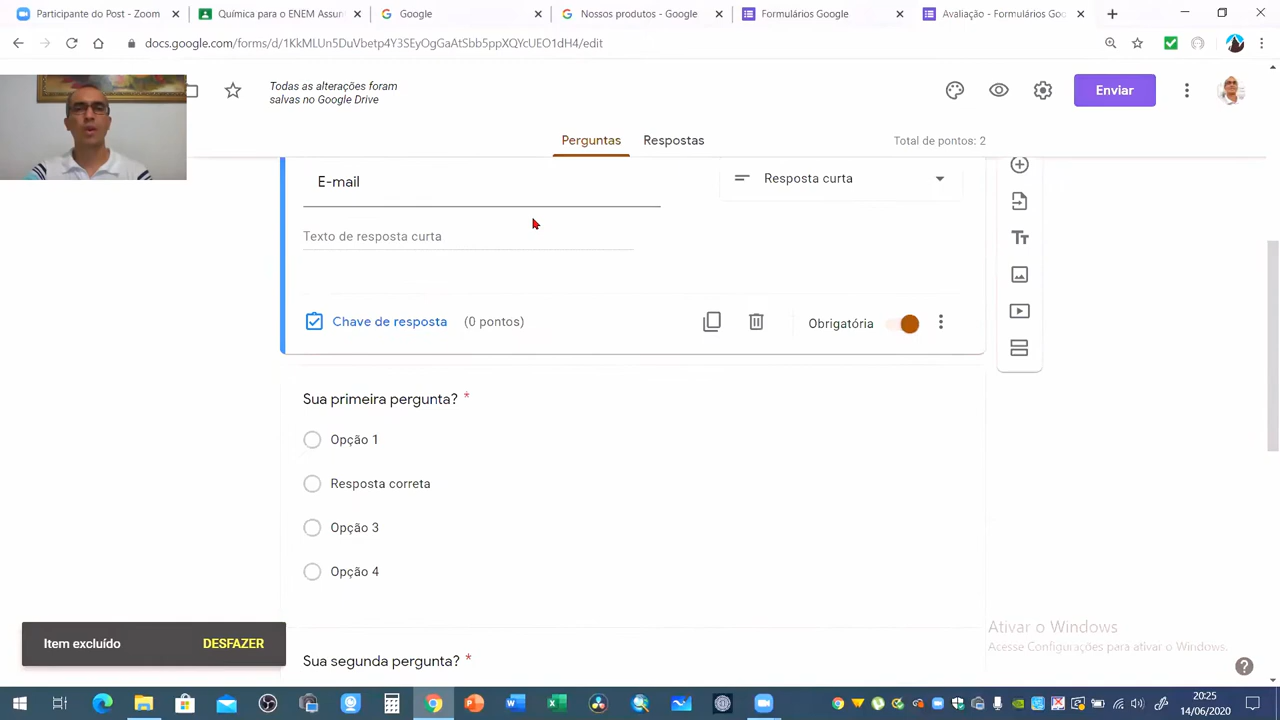 Participante do Post - Zoom
Química para o ENEM Assun
Google
Nossos produtos - Google
Formulários Google
Avaliação - Formulários Goo
docs.google.com/forms/d/1KkMLUn5DuVbetp4Y3SEyOgGaAtSbb5ppXQYcUEO1dH4/edit
Todas as alterações foram
salvas no Google Drive
Enviar
Perguntas
Respostas
Total de pontos: 2
E-mail
Resposta curta
Texto de resposta curta
Chave de resposta
(0 pontos)
Obrigatória
Sua primeira pergunta? *
Opção 1
Resposta correta
Opção 3
Opção 4
Item excluído
DESFAZER
Sua segunda pergunta? *
Ativar o Windows
Acesse Configurações para ativar o Windows.
20:25
14/06/2020